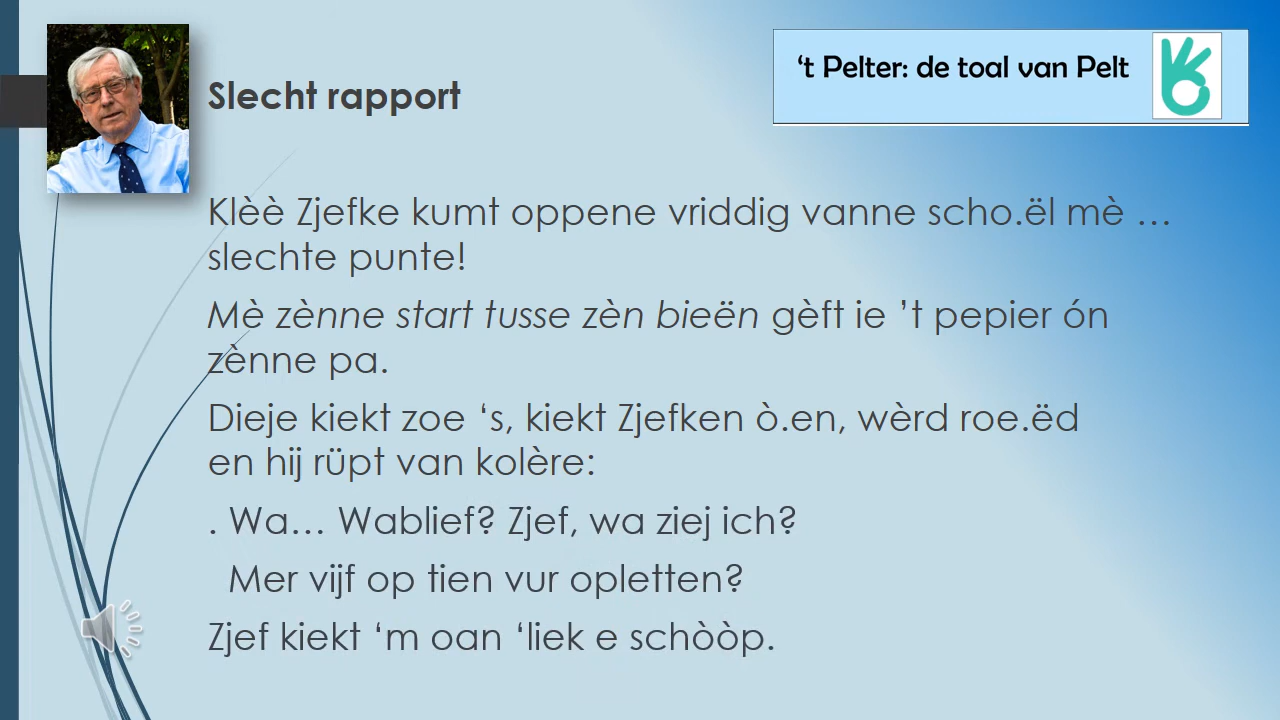 ‘t Pelter: de toal van Pelt
Slecht rapport
Klèè Zjefke kumt oppene vriddig vanne scho.ël mè …
slechte punte!
Mè zènne start tusse zèn bieën gèft ie ’t pepier ón
zènne pa.
Dieje kiekt zoe ‘s, kiekt Zjefken ò.en, wèrd roe.ëd
en hij rüpt van kolère:
. Wa… Wablief? Zjef, wa ziej ich?
Mer vijf op tien vur opletten?
Zjef kiekt ‘m oan ‘liek e schòòp.